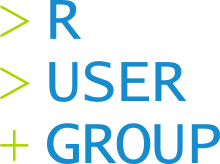 > R
> USER
+ GROUP